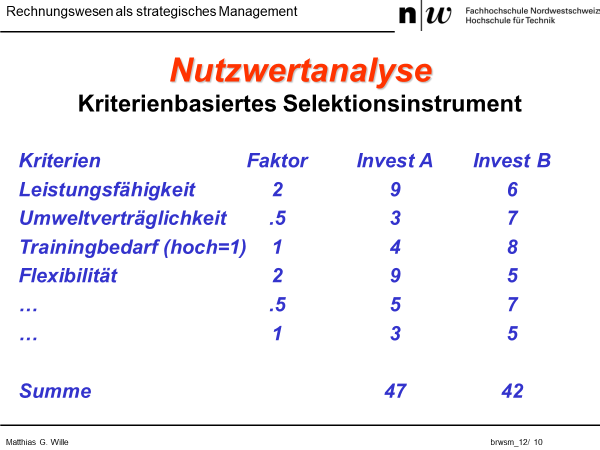 Rechnungswesen als strategisches Management
n|w Fachhochschule Nordwestschweiz
Hochschule für Technik
Nutzwertanalyse
Kriterienbasiertes Selektionsinstrument
Kriterien Faktor Invest A Invest B
Leistungsfähigkeit 2 9 6
Umweltverträglichkeit .5 3 7
Trainingbedarf (hoch=1) 1 4 8
Flexibilität 2 9 5
… .5 5 7
… 1 3 5
Summe 47 42
Matthias G. Wille brwsm_12/ 10